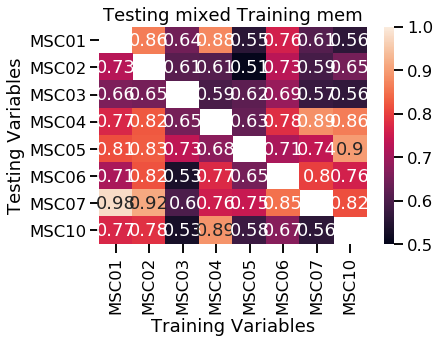 Testing mixed Training mem
MSC01 0.86 0.64 0.88 0.55 0.76 0.61 0.56
MSC02 0.73 0.61 0.61 0.51 0.73 0.59 0.65
MSC03 0.66 0.65 0.59 0.62 0.69 0.57 0.56
MSC04 0.77 0.82 0.65 0.63 0.78 0.89 0.86
MSC05 0.81 0.83 0.73 0.68 0.71 0.74 0.9
MSC06 0.71 0.82 0.53 0.77 0.65 0.8 0.76
MSC07 0.98 0.92 0.6 0.76 0.75 0.85 0.82
MSC10 0.77 0.78 0.53 0.89 0.58 0.67 0.56
MSC01 MSC02 MSC03 MSC04 MSC05 MSC06 MSC07 MSC10
Training Variables
Testing Variables
1.0
0.9
0.8
0.7
0.6
0.5